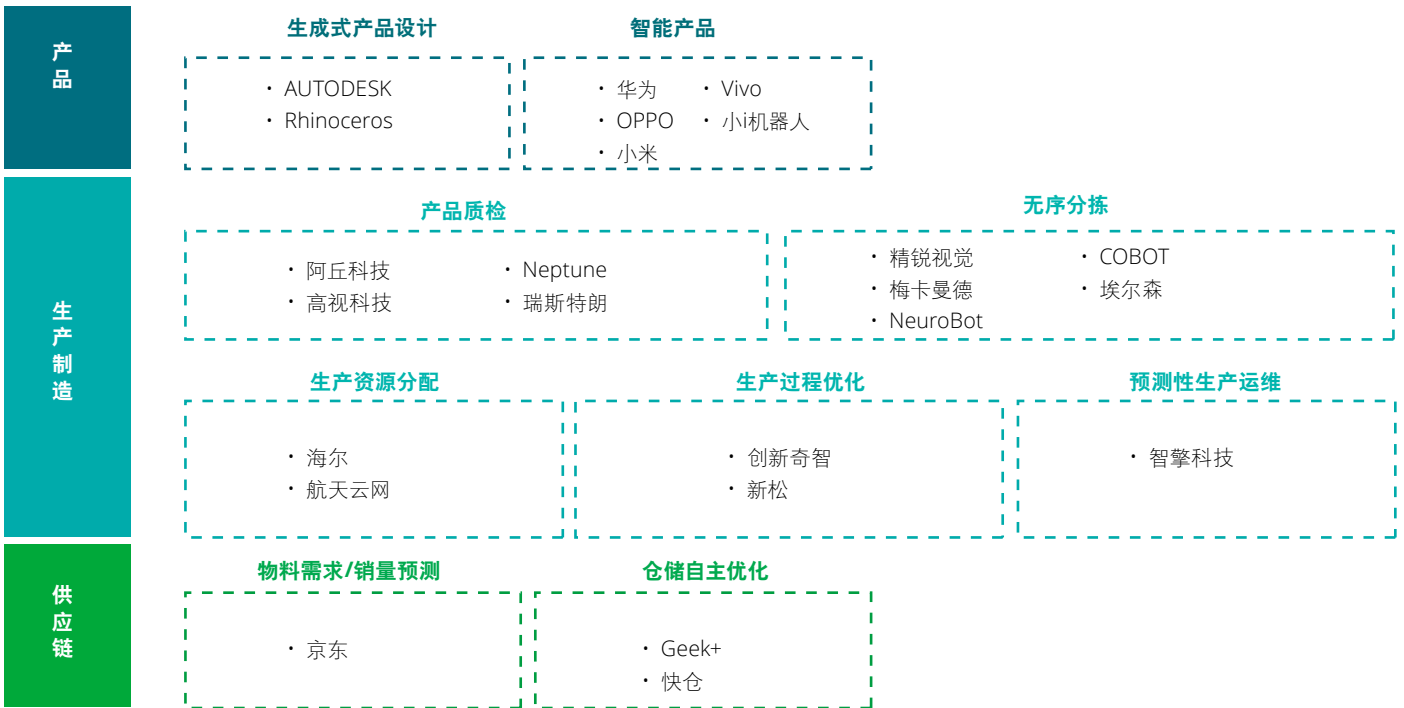 产品
生成式产品设计
· AUTODESK
· Rhinoceros
智能产品
· 华为
· OPPO
· 小米
· Vivo
· 小i机器人
生产制造
产品质检
· 阿丘科技
· 高视科技
· Neptune
· 瑞斯特朗
无序分拣
· 精锐视觉
· 梅卡曼德
· NeuroBot
· COBOT
· 埃尔森
生产资源分配
· 海尔
· 航天云网
生产过程优化
· 创新奇智
· 新松
预测性生产运维
· 智擎科技
供应链
物料需求/销量预测
· 京东
仓储自主优化
· Geek+
· 快仓